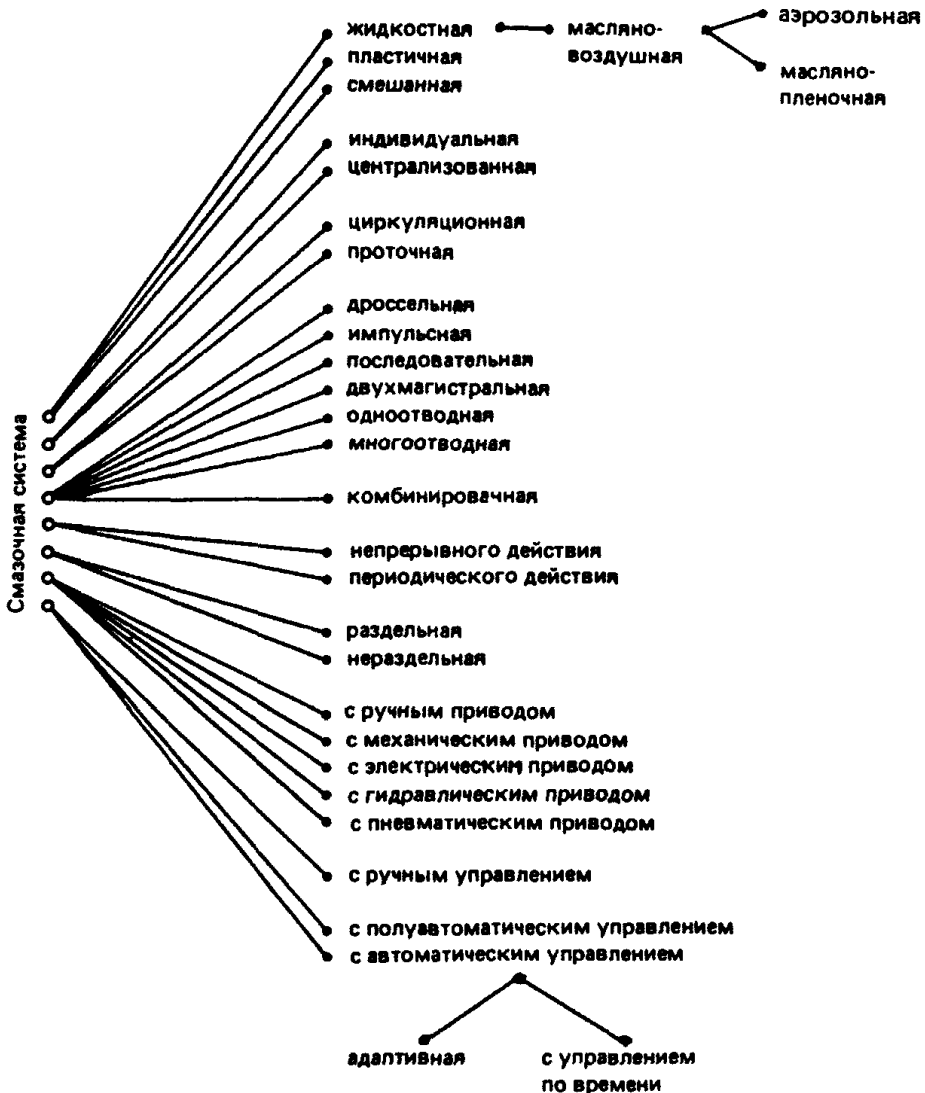 жидкостная
масляно-
воздушная
аэрозольная
масляно-
пленочная
пластичная
смешанная
индивидуальная
централизованная
циркуляционная
проточная
дроссельная
импульсная
последовательная
двухмагистральная
одноотводная
многоотводная
комбинировачная
непрерывного действия
периодического действия
раздельная
нераздельная
с ручным приводом
с механическим приводом
с электрическим приводом
с гидравлическим приводом
с пневматическим приводом
с ручным управлением
с полуавтоматическим управлением
с автоматическим управлением
адаптивная
с управлением
по времени
Смазочная система